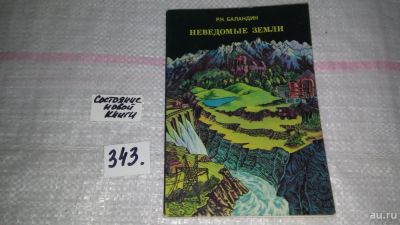 Р.К. БАЛАНДИН
НЕВЕДОМЫЕ ЗЕМЛИ
Состояние
новой
книги
343.
au.ru